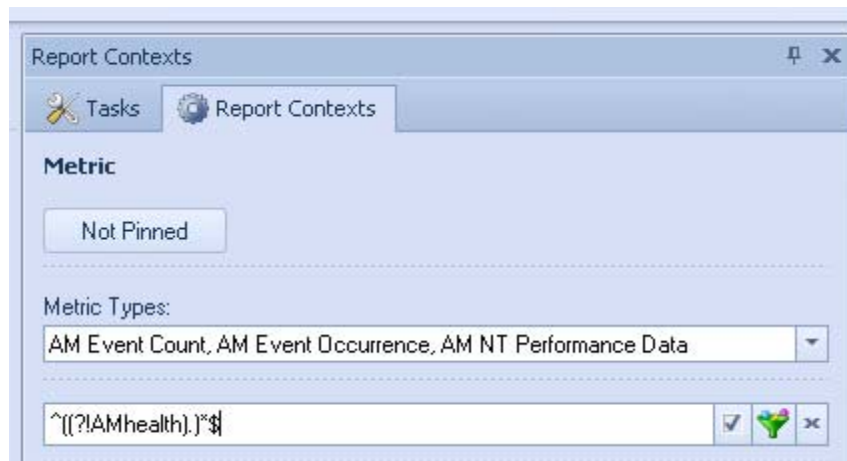 Report Contexts
Tasks Report Contexts
Metric
Not Pinned
Metric Types:
AM Event Count, AM Event Occurrence, AM NT Performance Data
^((?!AMhealth).)*$